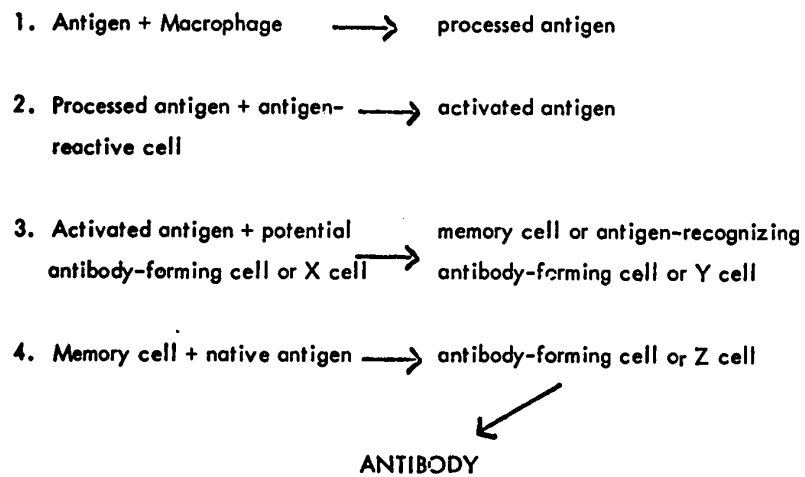 1. Antigen + Macrophage ⟶ processed antigen
2. Processed antigen + antigen- ⟶ activated antigen
reactive cell
3. Activated antigen + potential memory cell or antigen-recognizing
antibody-forming cell or X cell ⟶ antibody-forming cell or Y cell
4. Memory cell + native antigen ⟶ antibody-forming cell or Z cell
ANTIBODY